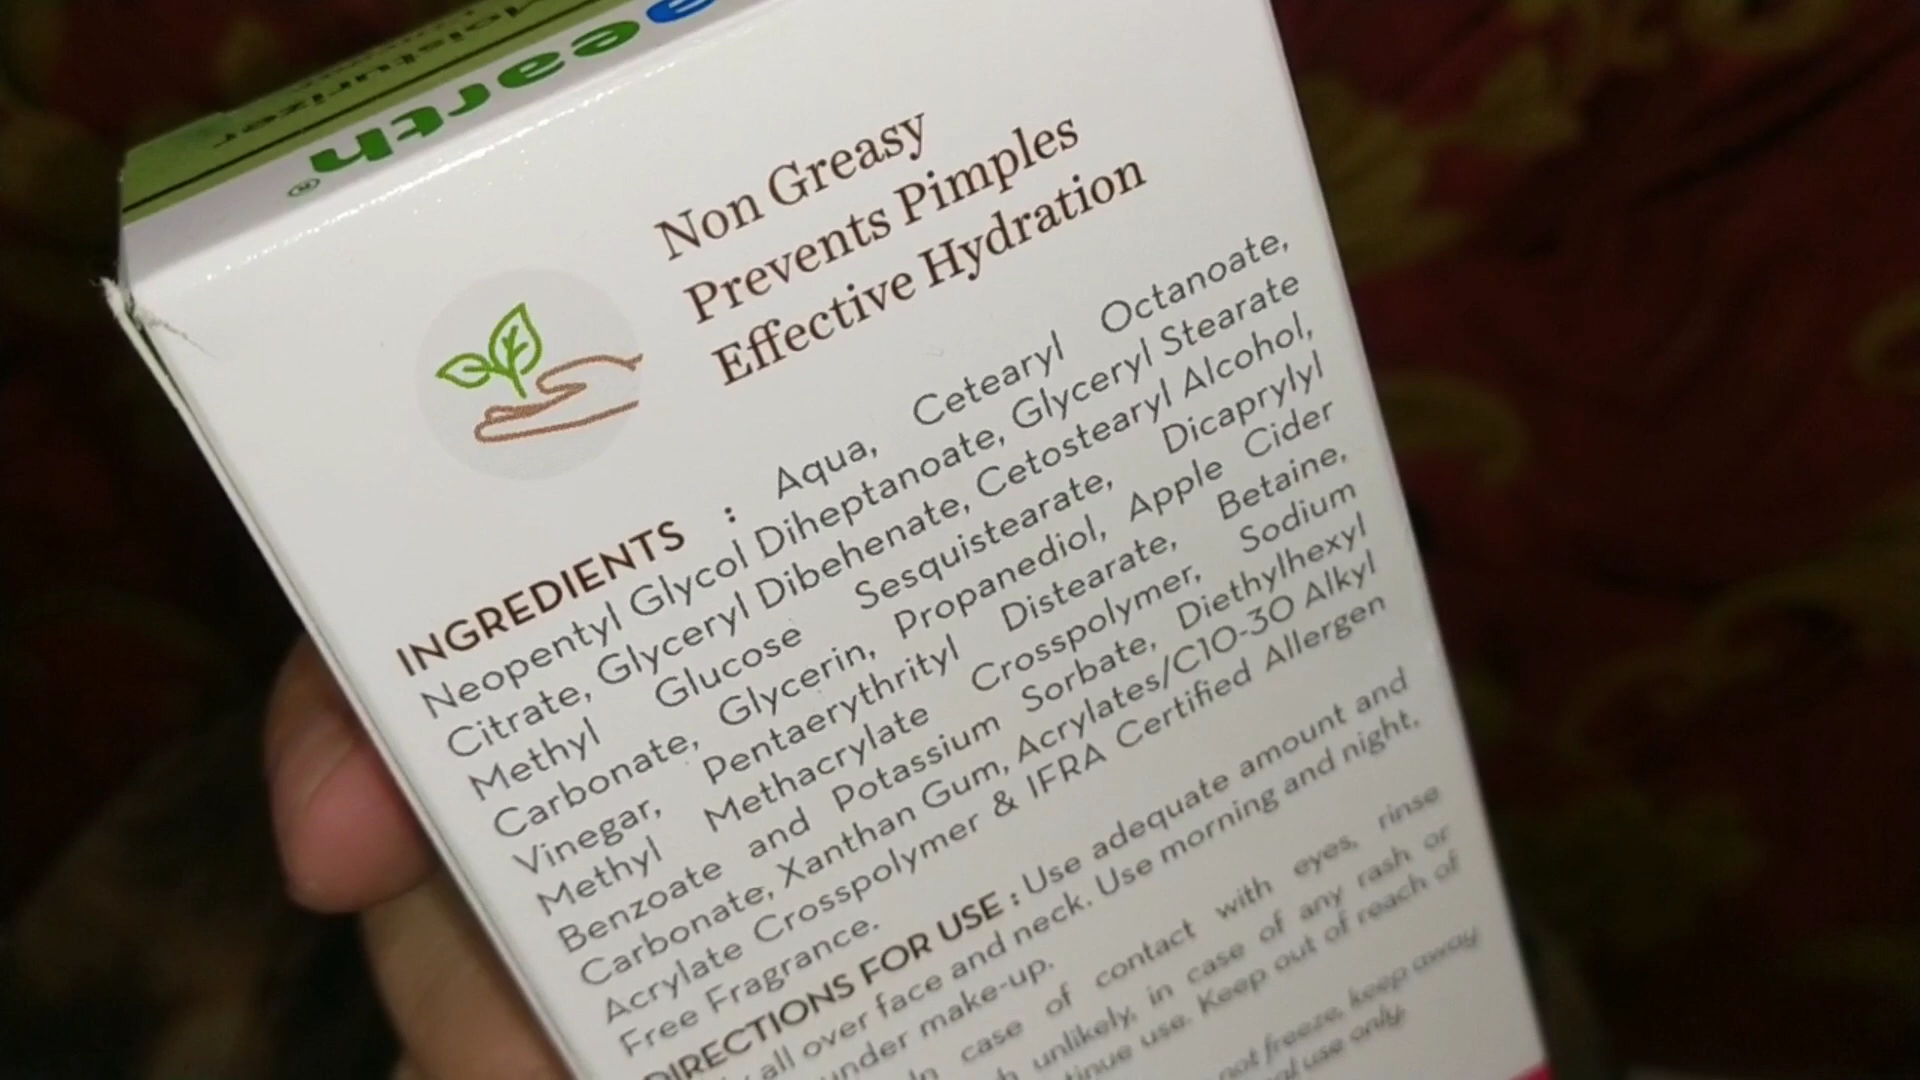 earth
®
Moisturizer
Non Greasy
Prevents Pimples
Effective Hydration
INGREDIENTS : Aqua, Cetearyl Octanoate,
Neopentyl Glycol Diheptanoate, Glyceryl Stearate
Citrate, Glyceryl Dibehenate, Cetostearyl Alcohol,
Methyl Glucose Sesquistearate, Dicaprylyl
Carbonate, Glycerin, Propanediol, Apple Cider
Vinegar, Pentaerythrityl Distearate, Betaine,
Methyl Methacrylate Crosspolymer, Sodium
Benzoate and Potassium Sorbate, Diethylhexyl
Carbonate, Xanthan Gum, Acrylates/C10-30 Alkyl
Acrylate Crosspolymer & IFRA Certified Allergen
Free Fragrance.
DIRECTIONS FOR USE : Use adequate amount and
all over face and neck. Use morning and night,
under make-up.
In case of contact with eyes, rinse
unlikely, in case of any rash or
use. Keep out of reach of
not freeze, keep away
use only.